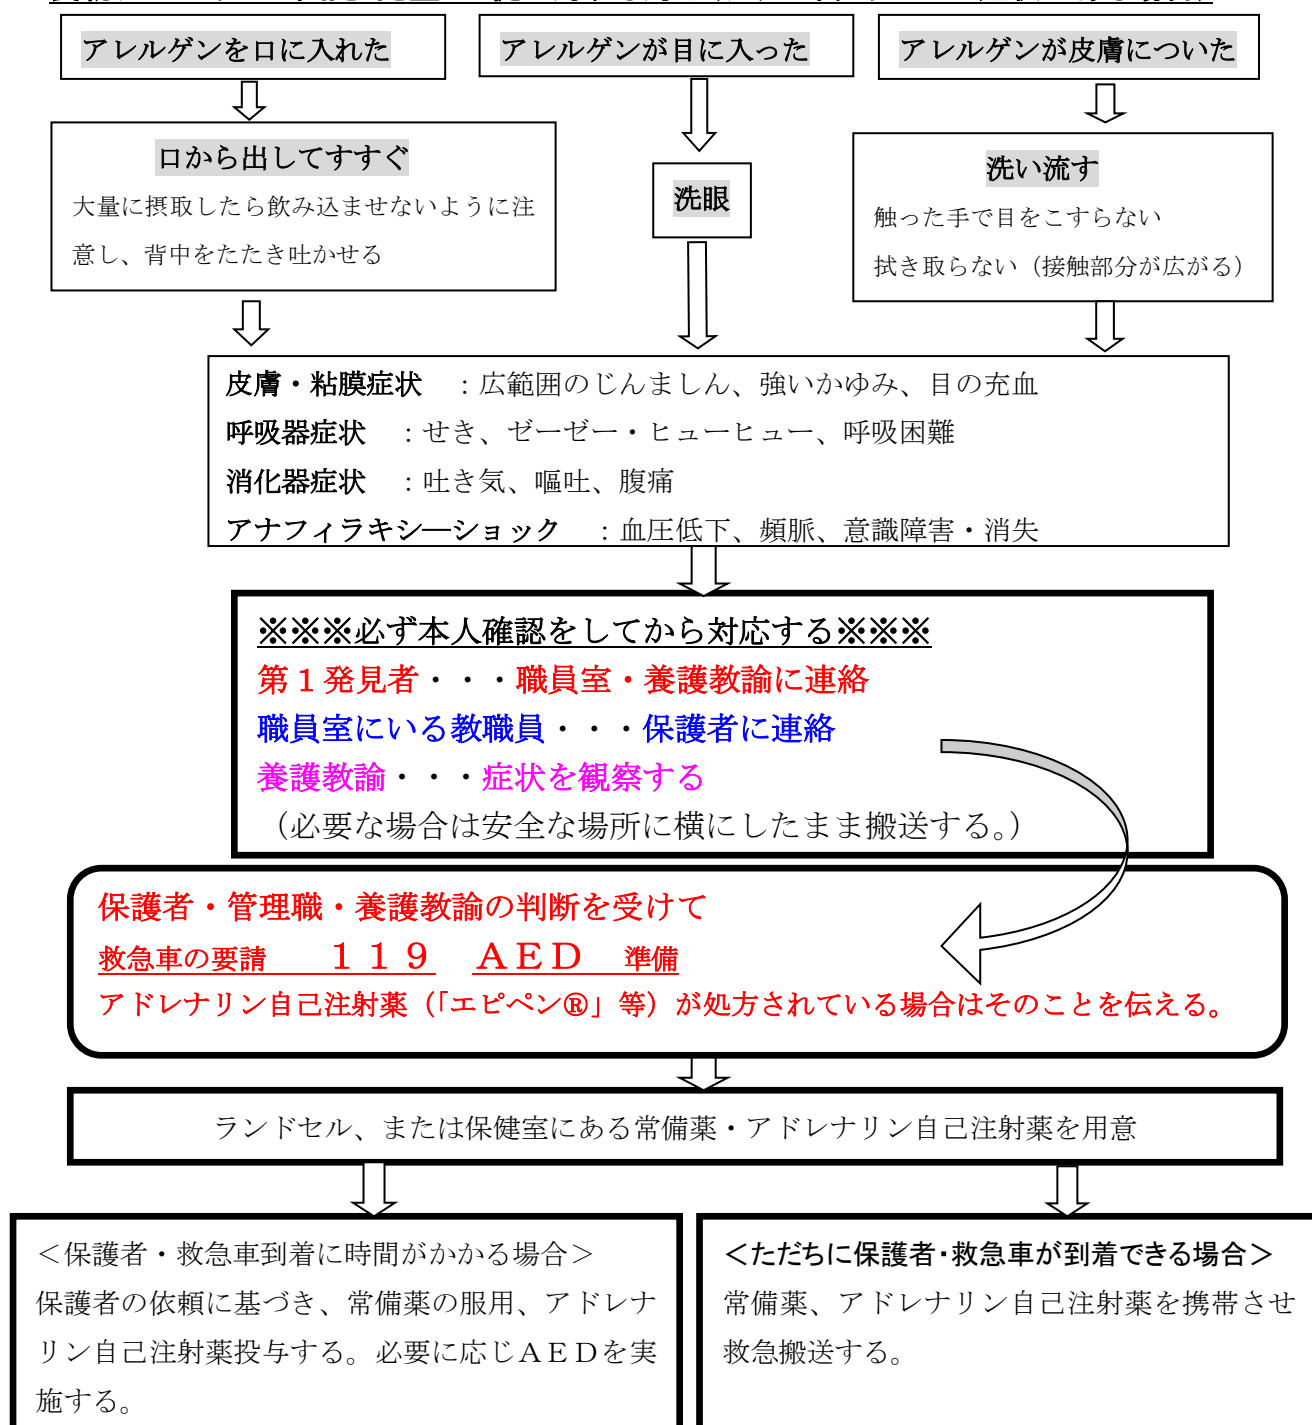 アレルゲンを口に入れた
アレルゲンが目に入った
アレルゲンが皮膚についた
口から出してすすぐ
大量に摂取したら飲み込ませないように注
意し、背中をたたき吐かせる
洗眼
洗い流す
触った手で目をこすらない
拭き取らない（接触部分が広がる）
皮膚・粘膜症状　：広範囲のじんましん、強いかゆみ、目の充血
呼吸器症状　：せき、ゼーゼー・ヒューヒュー、呼吸困難
消化器症状　：吐き気、嘔吐、腹痛
アナフィラキシ―ショック　：血圧低下、頻脈、意識障害・消失
※※※必ず本人確認をしてから対応する※※※
第１発見者・・・職員室・養護教諭に連絡
職員室にいる教職員・・・保護者に連絡
養護教諭・・・症状を観察する
（必要な場合は安全な場所に横にしたまま搬送する。）
保護者・管理職・養護教諭の判断を受けて
救急車の要請　１１９　ＡＥＤ　準備
アドレナリン自己注射薬（「エピペン®」等）が処方されている場合はそのことを伝える。
ランドセル、または保健室にある常備薬・アドレナリン自己注射薬を用意
＜保護者・救急車到着に時間がかかる場合＞
保護者の依頼に基づき、常備薬の服用、アドレナ
リン自己注射薬投与する。必要に応じＡＥＤを実
施する。
＜ただちに保護者・救急車が到着できる場合＞
常備薬、アドレナリン自己注射薬を携帯させ
救急搬送する。